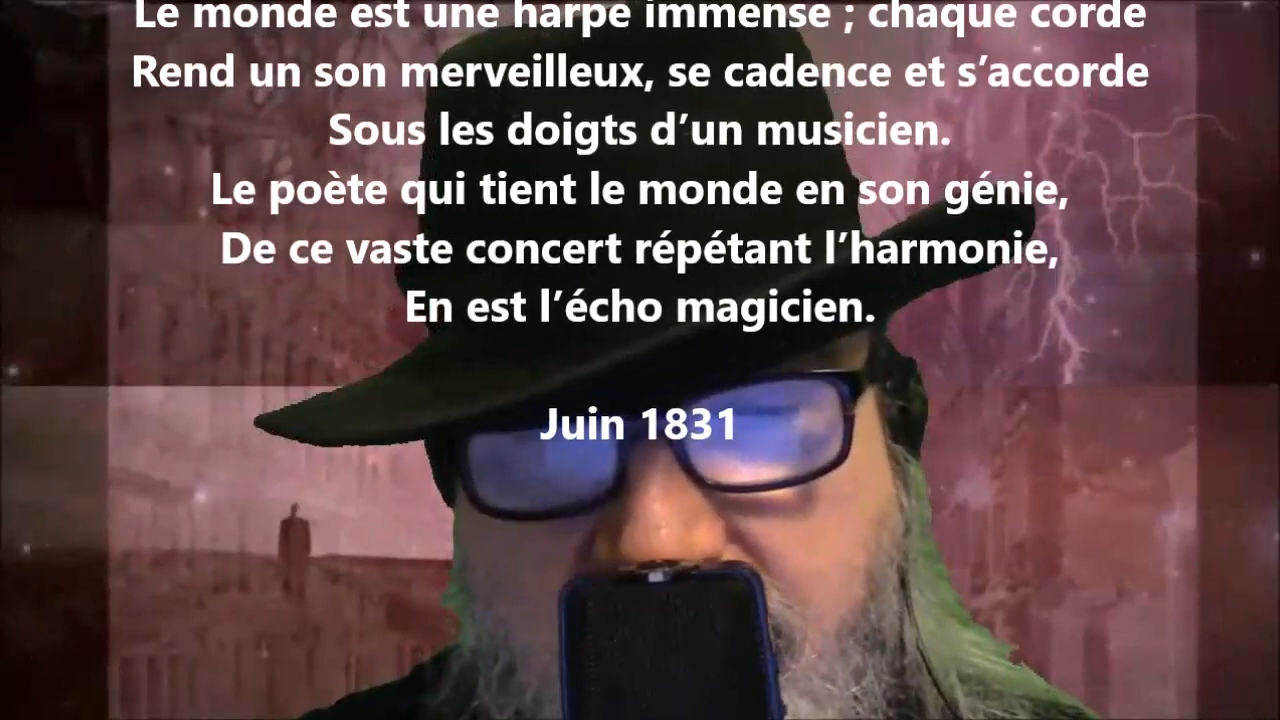 Le monde est une harpe immense ; chaque corde
Rend un son merveilleux, se cadence et s’accorde
Sous les doigts d’un musicien.
Le poète qui tient le monde en son génie,
De ce vaste concert répétant l’harmonie,
En est l’écho magicien.
Juin 1831